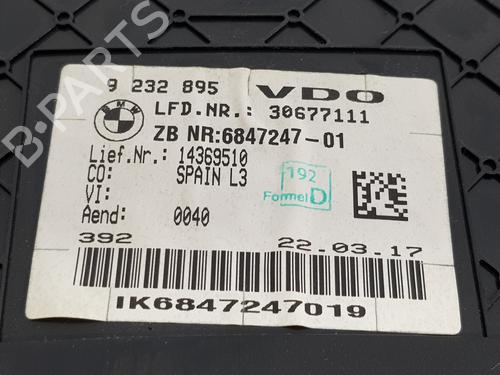 9 232 895 VDO
BMW
LFD.NR.: 30677111
ZB NR:6847247-01
Lief.Nr.: 14369510
CO: SPAIN L3
VI:
Aend: 0040
192
Formel D
392 22.03.17
IK6847247019